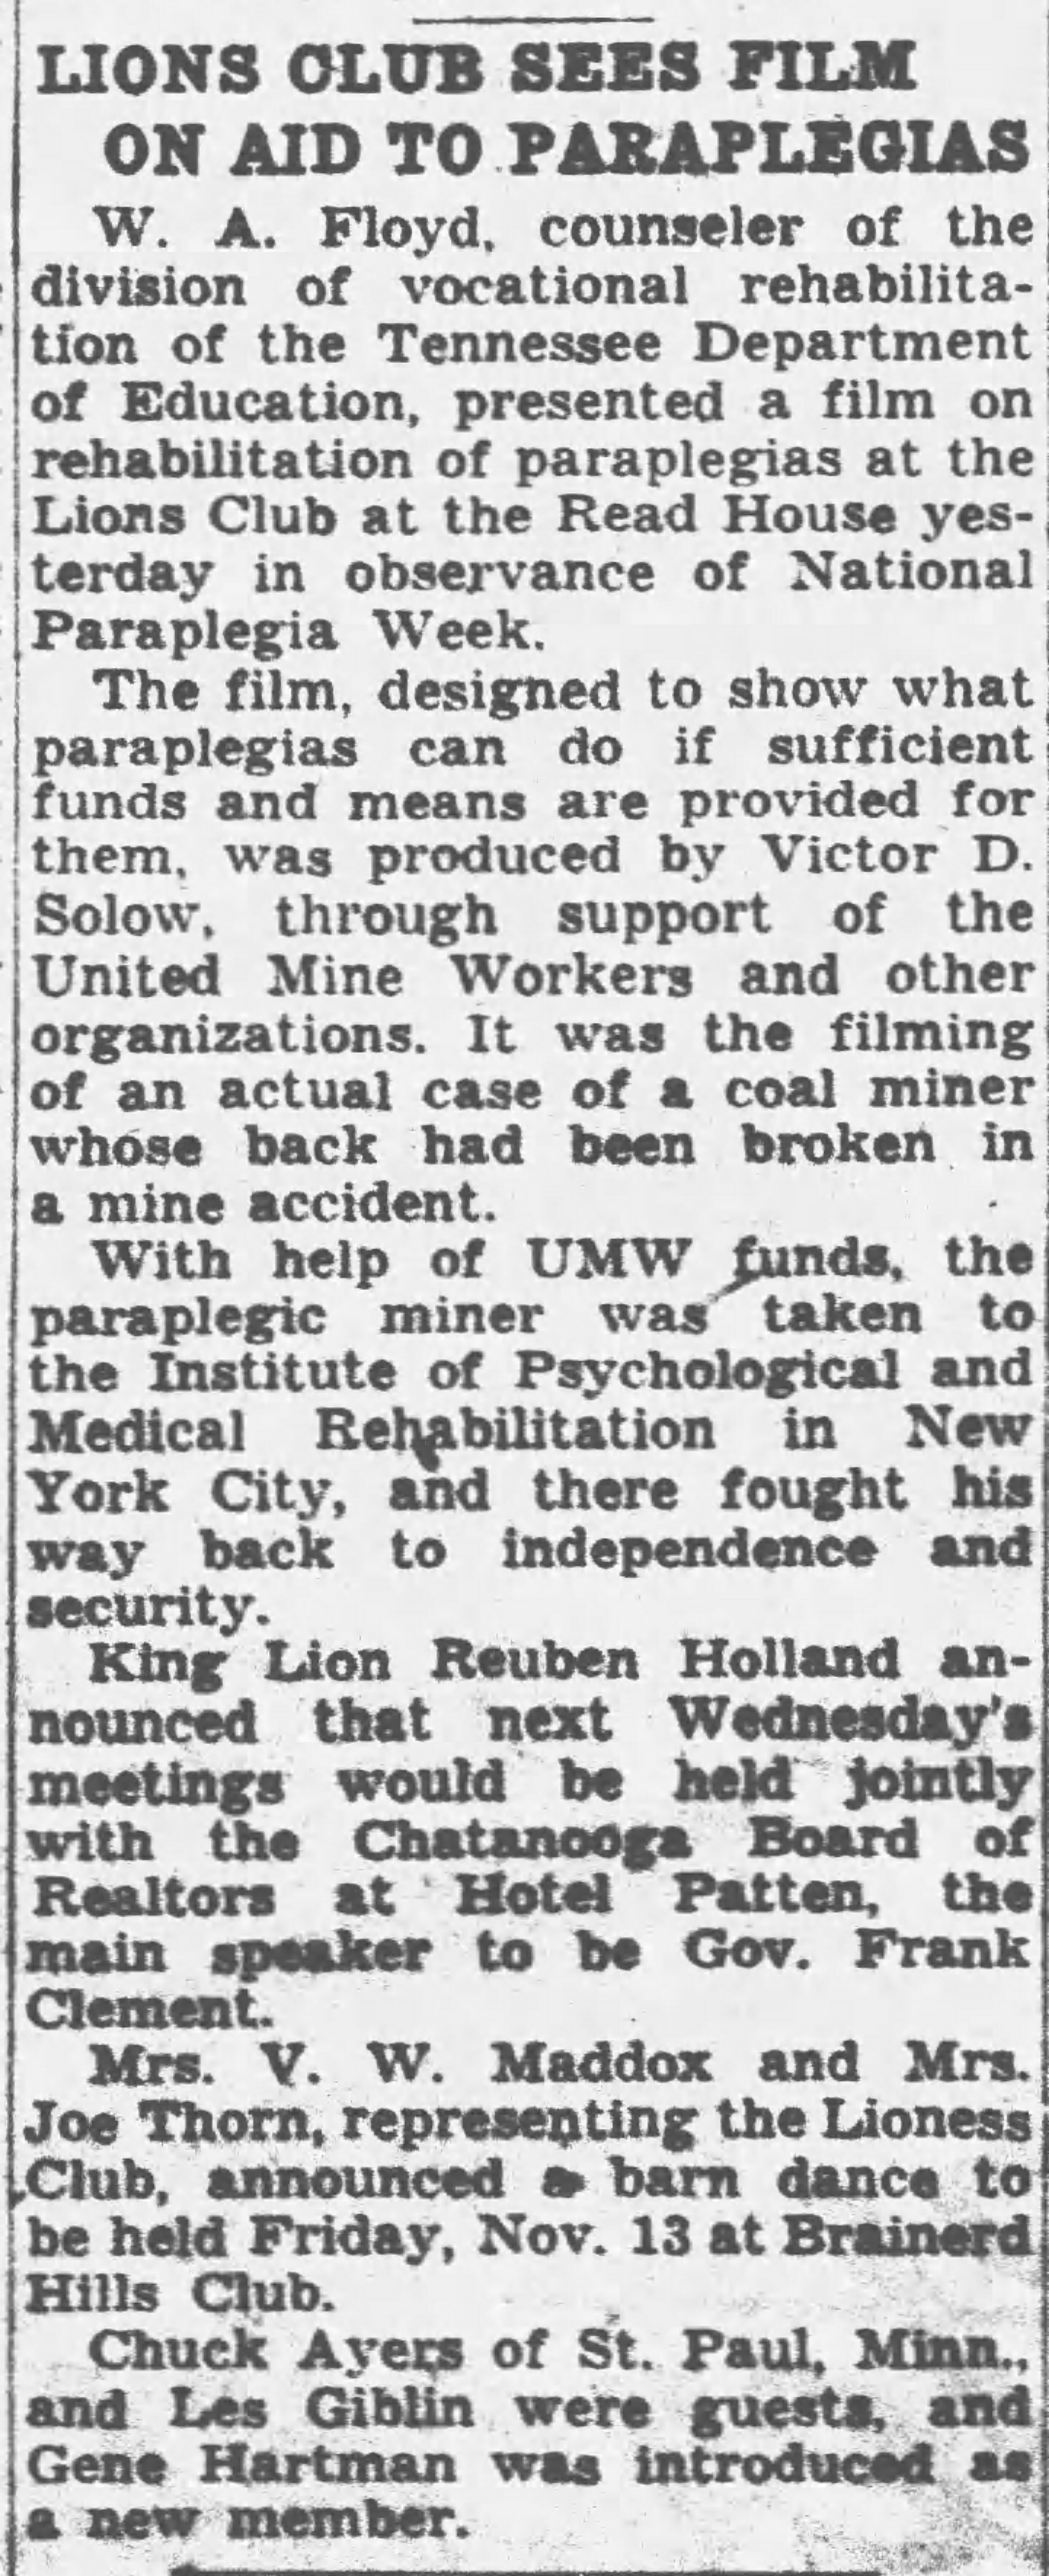 LIONS CLUB SEES FILM
ON AID TO PARAPLEGIAS
W. A. Floyd, counseler of the
division of vocational rehabilita-
tion of the Tennessee Department
of Education, presented a film on
rehabilitation of paraplegias at the
Lions Club at the Read House yes-
terday in observance of National
Paraplegia Week.
The film, designed to show what
paraplegias can do if sufficient
funds and means are provided for
them, was produced by Victor D.
Solow, through support of the
United Mine Workers and other
organizations. It was the filming
of an actual case of a coal miner
whose back had been broken in
a mine accident.
With help of UMW funds, the
paraplegic miner was taken to
the Institute of Psychological and
Medical Rehabilitation in New
York City, and there fought his
way back to independence and
security.
King Lion Reuben Holland an-
nounced that next Wednesday's
meetings would be held jointly
with the Chatanooga Board of
Realtors at Hotel Patten, the
main speaker to be Gov. Frank
Clement.
Mrs. V. W. Maddox and Mrs.
Joe Thorn, representing the Lioness
Club, announced a barn dance to
be held Friday, Nov. 13 at Brainerd
Hills Club.
Chuck Ayers of St. Paul, Minn.,
and Les Giblin were guests, and
Gene Hartman was introduced as
a new member.